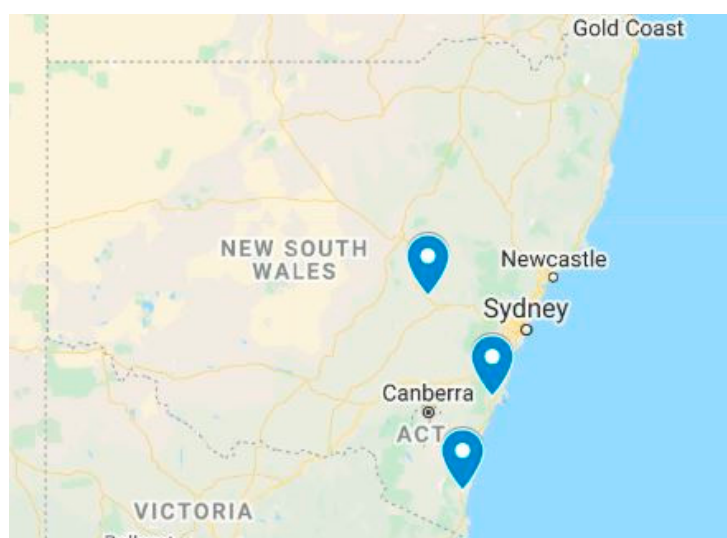 Gold Coast
NEW SOUTH
WALES
Newcastle
Sydney
Canberra
ACT
VICTORIA